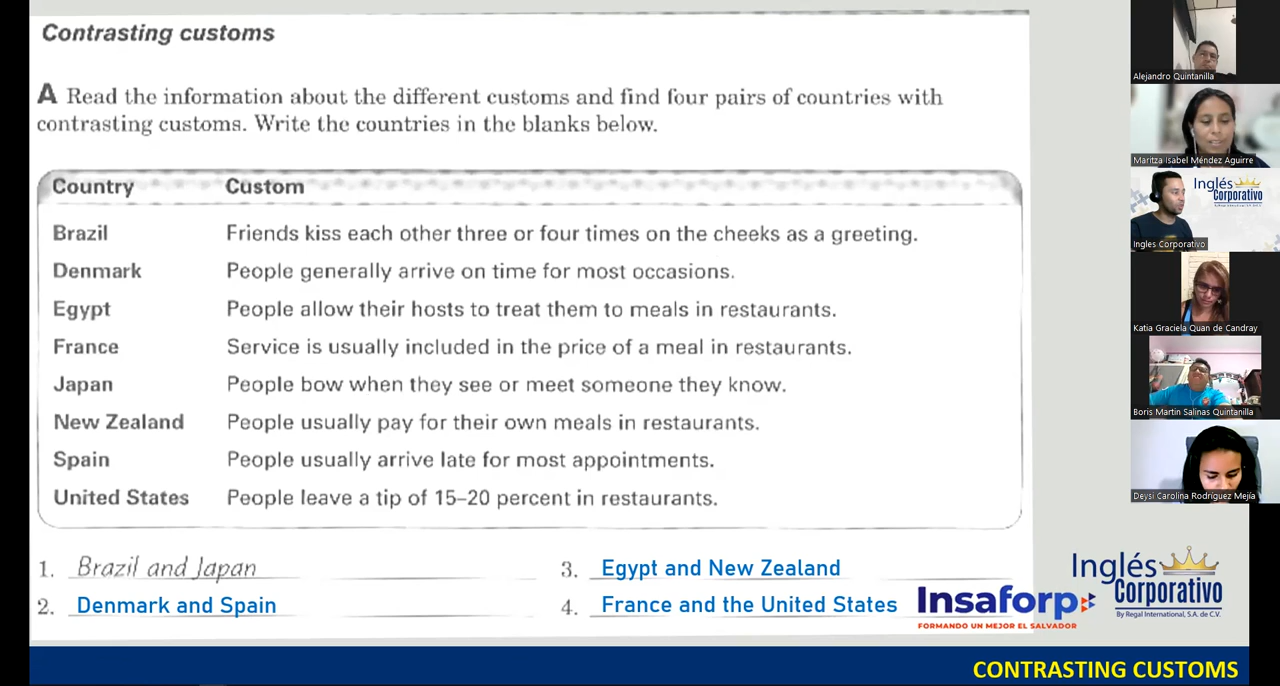 Contrasting customs
A Read the information about the different customs and find four pairs of countries with
contrasting customs. Write the countries in the blanks below.
Country Custom
Brazil Friends kiss each other three or four times on the cheeks as a greeting.
Denmark People generally arrive on time for most occasions.
Egypt People allow their hosts to treat them to meals in restaurants.
France Service is usually included in the price of a meal in restaurants.
Japan People bow when they see or meet someone they know.
New Zealand People usually pay for their own meals in restaurants.
Spain People usually arrive late for most appointments.
United States People leave a tip of 15–20 percent in restaurants.
1. Brazil and Japan
2. Denmark and Spain
3. Egypt and New Zealand
4. France and the United States
Insaforp
FORMANDO UN MEJOR EL SALVADOR
Inglés
Corporativo
By Regal International, S.A. de C.V.
CONTRASTING CUSTOMS
Alejandro Quintanilla
Maritza Isabel Méndez Aguirre
Inglés
Corporativo
Ingles Corporativo
Katia Graciela Quan de Candray
Boris Martin Salinas Quintanilla
Deysi Carolina Rodríguez Mejía